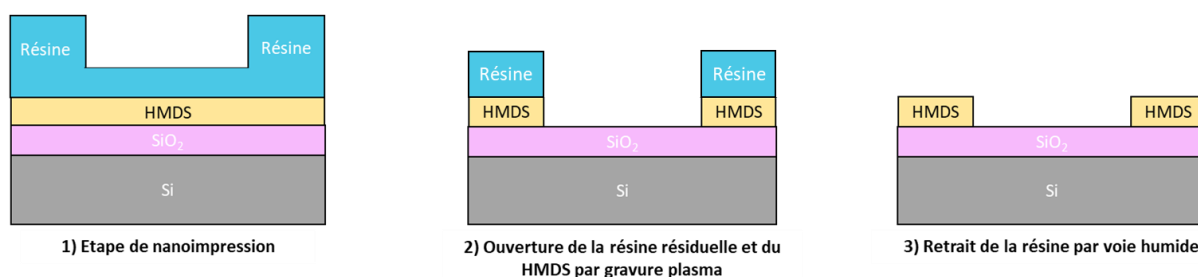 Résine Résine
HMDS
SiO₂
Si
1) Etape de nanoimpression
Résine Résine
HMDS HMDS
SiO₂
Si
2) Ouverture de la résine résiduelle et du
HMDS par gravure plasma
HMDS HMDS
SiO₂
Si
3) Retrait de la résine par voie humide